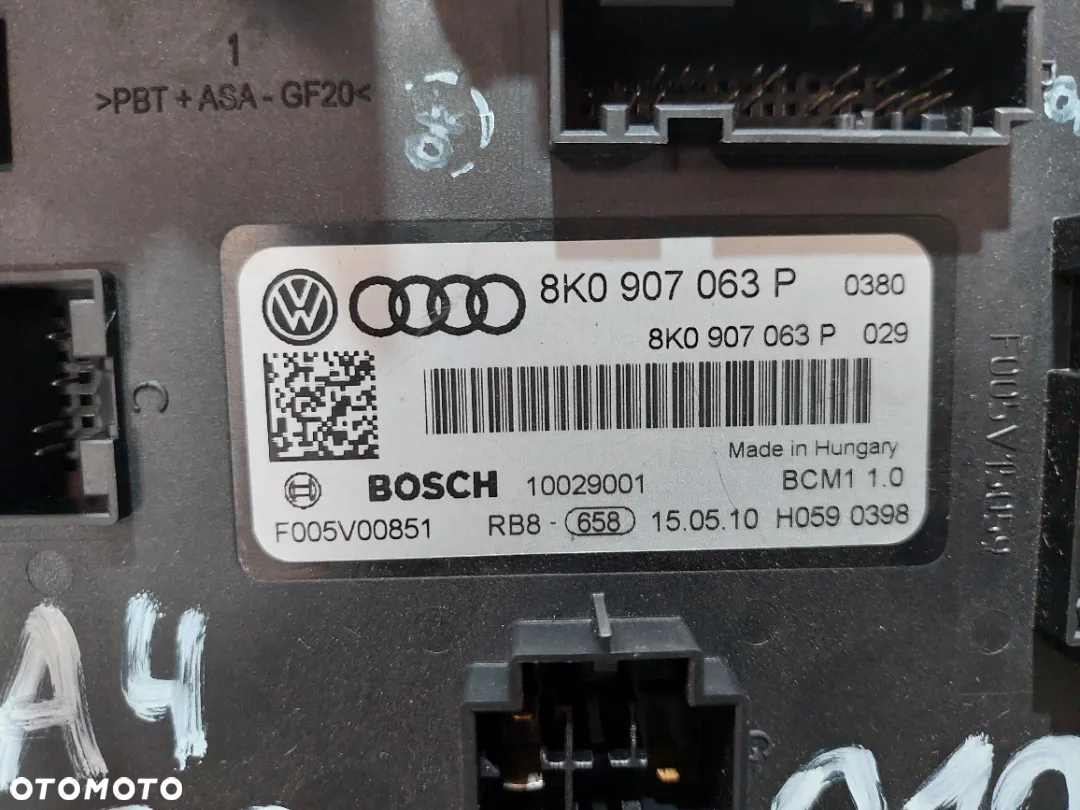 1
>PBT + ASA - GF20<
8K0 907 063 P 0380
8K0 907 063 P 029
Made in Hungary
BOSCH 10029001 BCM1 1.0
F005V00851 RB8 - 658 15.05.10 H059 0398
C
F005V15059
A4
OTOMOTO